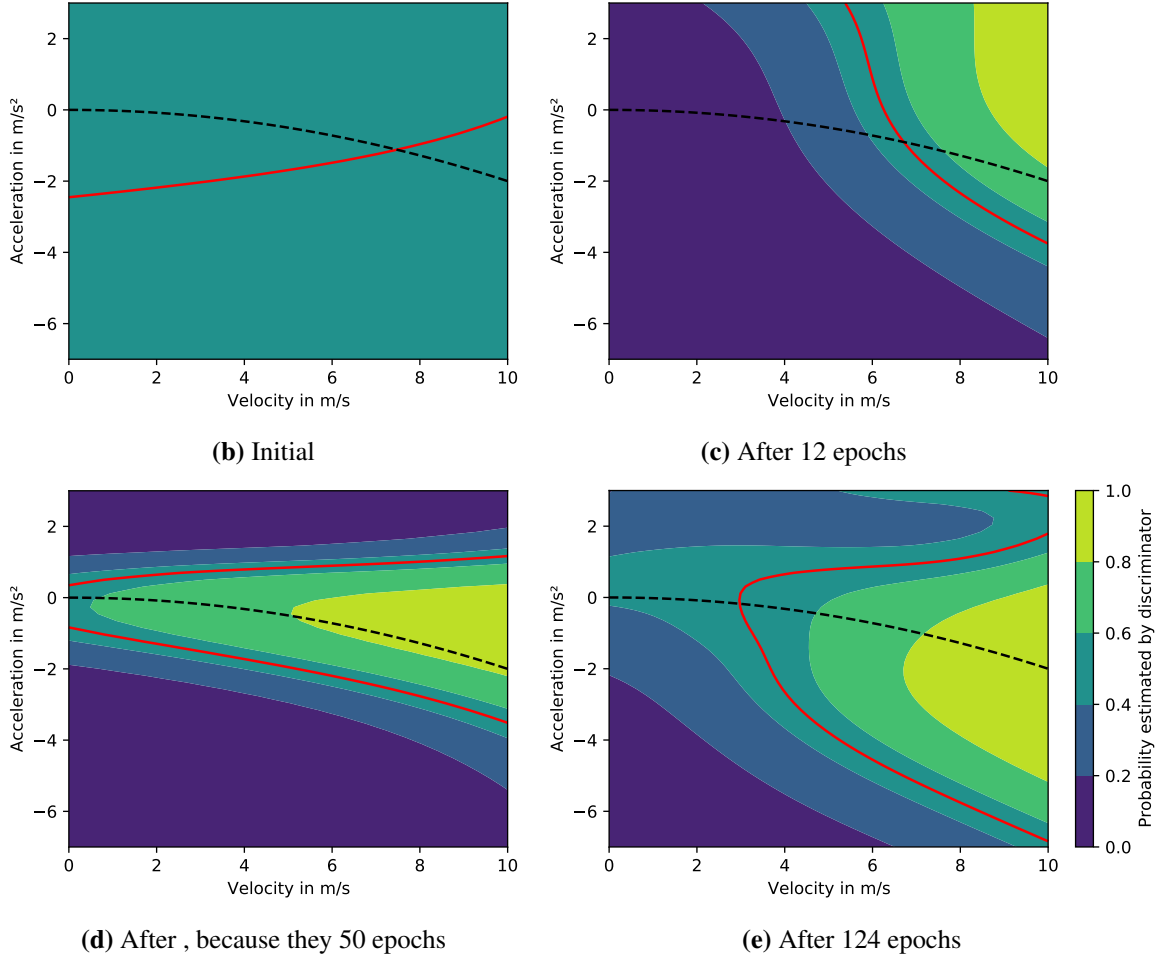 2
0
−2
−4
−6
Acceleration in m/s²
0 2 4 6 8 10
Velocity in m/s
(b) Initial
2
0
−2
−4
−6
Acceleration in m/s²
0 2 4 6 8 10
Velocity in m/s
(c) After 12 epochs
2
0
−2
−4
−6
Acceleration in m/s²
0 2 4 6 8 10
Velocity in m/s
(d) After , because they 50 epochs
2
0
−2
−4
−6
Acceleration in m/s²
0 2 4 6 8 10
Velocity in m/s
(e) After 124 epochs
1.0
0.8
0.6
0.4
0.2
0.0
Probability estimated by discriminator